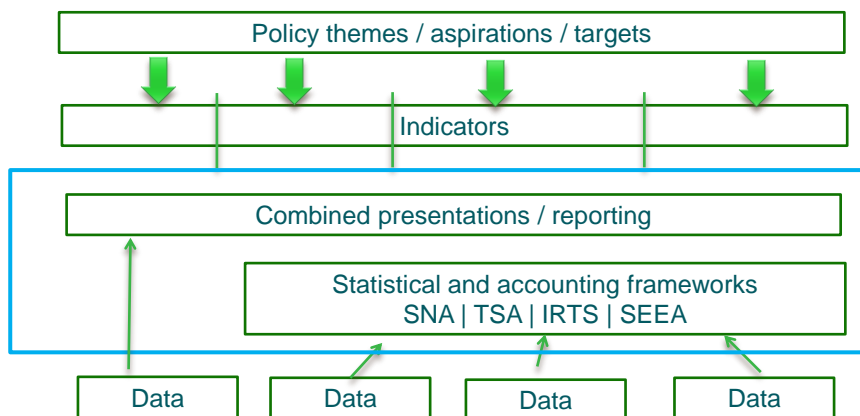 Policy themes / aspirations / targets
Indicators
Combined presentations / reporting
Statistical and accounting frameworks
SNA | TSA | IRTS | SEEA
Data
Data
Data
Data